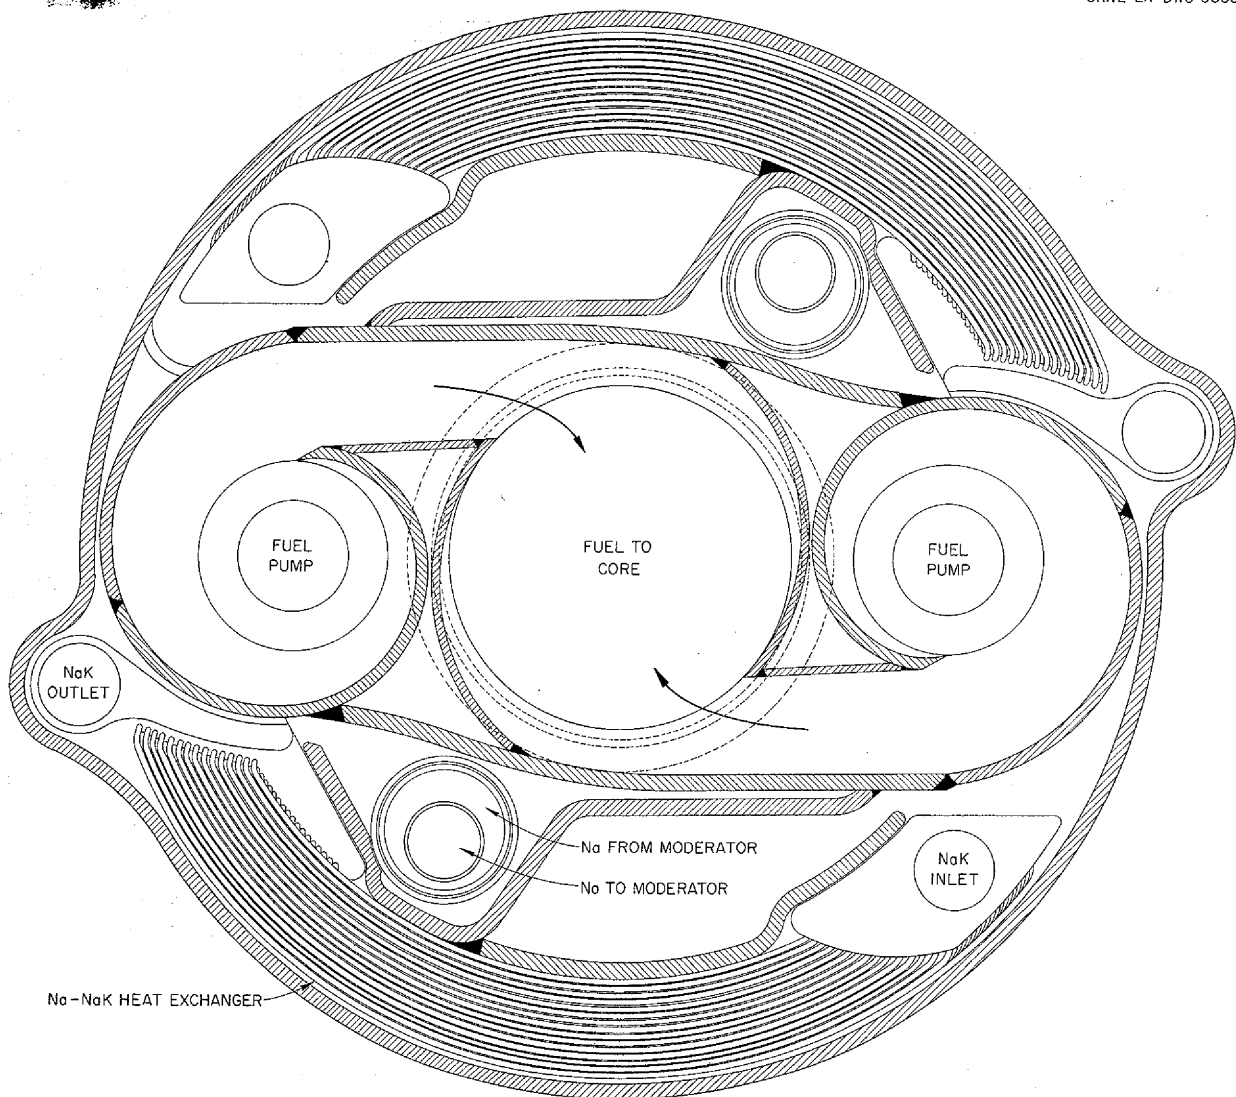 FUEL
PUMP
FUEL TO
CORE
FUEL
PUMP
NaK
OUTLET
Na FROM MODERATOR
Na TO MODERATOR
NaK
INLET
Na-NaK HEAT EXCHANGER